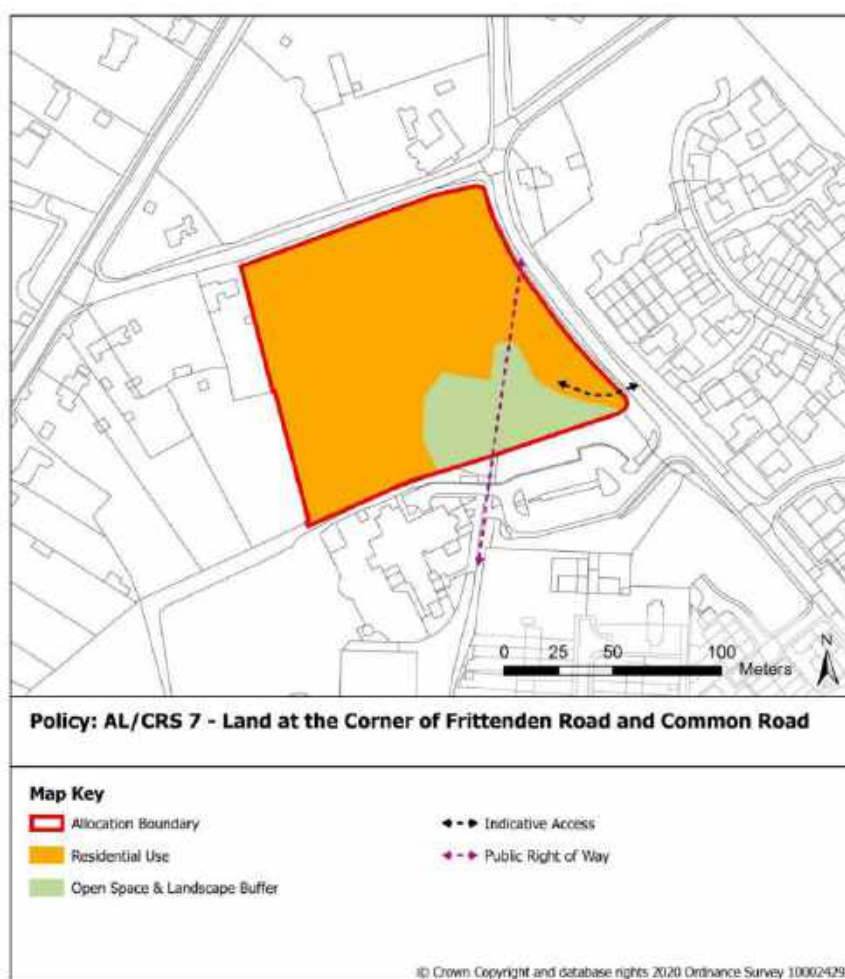 N
0 25 50 100
Meters
Policy: AL/CRS 7 - Land at the Corner of Frittenden Road and Common Road
Map Key
Allocation Boundary
Residential Use
Open Space & Landscape Buffer
Indicative Access
Public Right of Way
© Crown Copyright and database rights 2020 Ordnance Survey 10002429